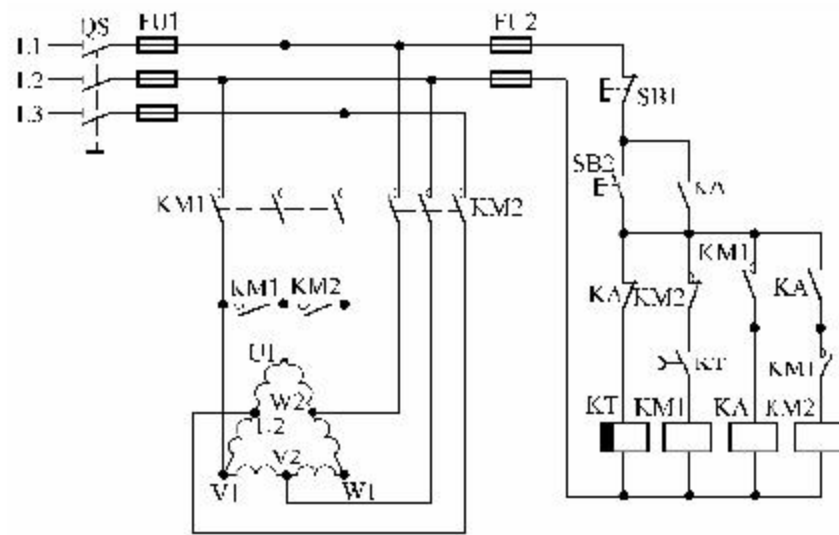 QS FU1 FU2
L1
L2
L3
SB1
SB2
KA
KM1 KM2
KM1
KM1 KM2
KA KM2 KA
KT KM1
U1
W2
U2
V2
V1 W1
KT KM1 KA KM2